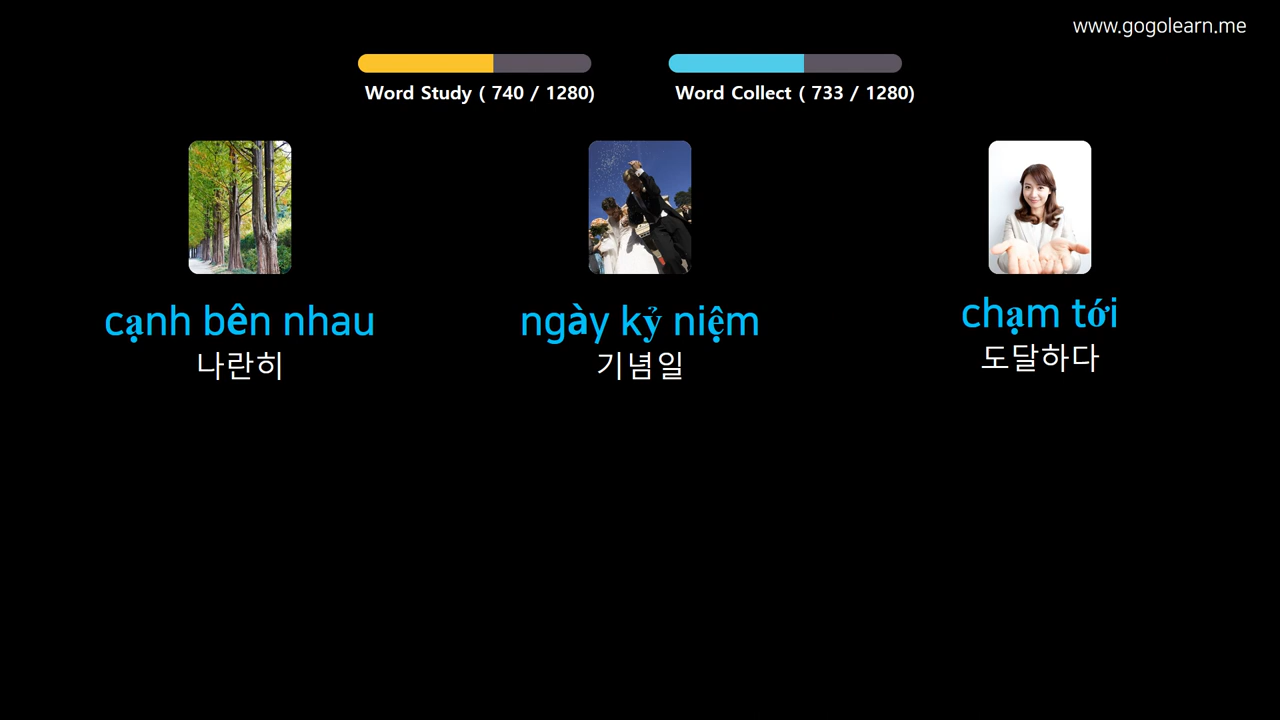 www.gogolearn.me
Word Study ( 740 / 1280)
Word Collect ( 733 / 1280)
cạnh bên nhau
나란히
ngày kỷ niệm
기념일
chạm tới
도달하다